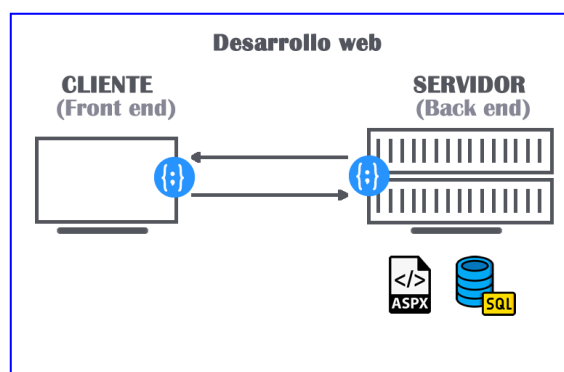 Desarrollo web
CLIENTE
(Front end)
SERVIDOR
(Back end)
{;}
{;}
</>
ASPX
SQL